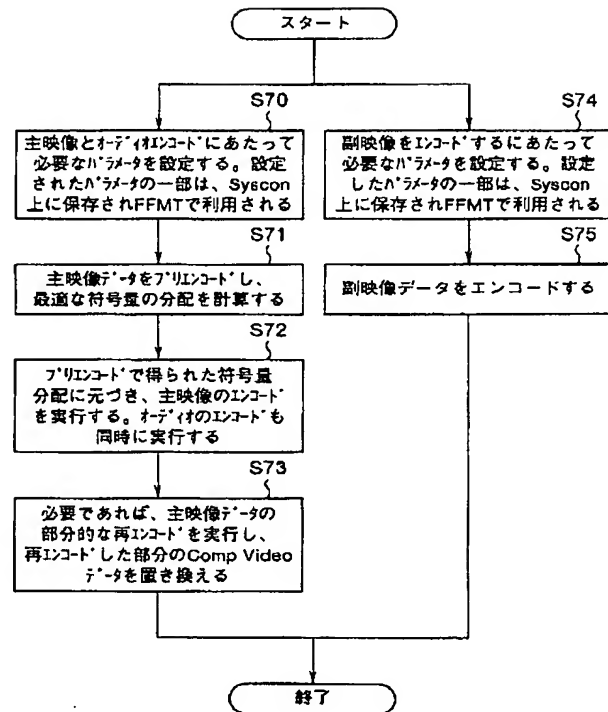 スタート
S70
主映像とオーディオエンコードにあたって
必要なパラメータを設定する。設定
されたパラメータの一部は、Syscon
上に保存されFFMTで利用される
S71
主映像データをプリエンコードし、
最適な符号量の分配を計算する
S72
プリエンコードで得られた符号量
分配に元づき、主映像のエンコード
を実行する。オーディオのエンコードも
同時に実行する
S73
必要であれば、主映像データの
部分的な再エンコードを実行し、
再エンコードした部分のComp Video
データを置き換える
S74
副映像をエンコードするにあたって
必要なパラメータを設定する。設定
したパラメータの一部は、Syscon
上に保存されFFMTで利用される
S75
副映像データをエンコードする
終了